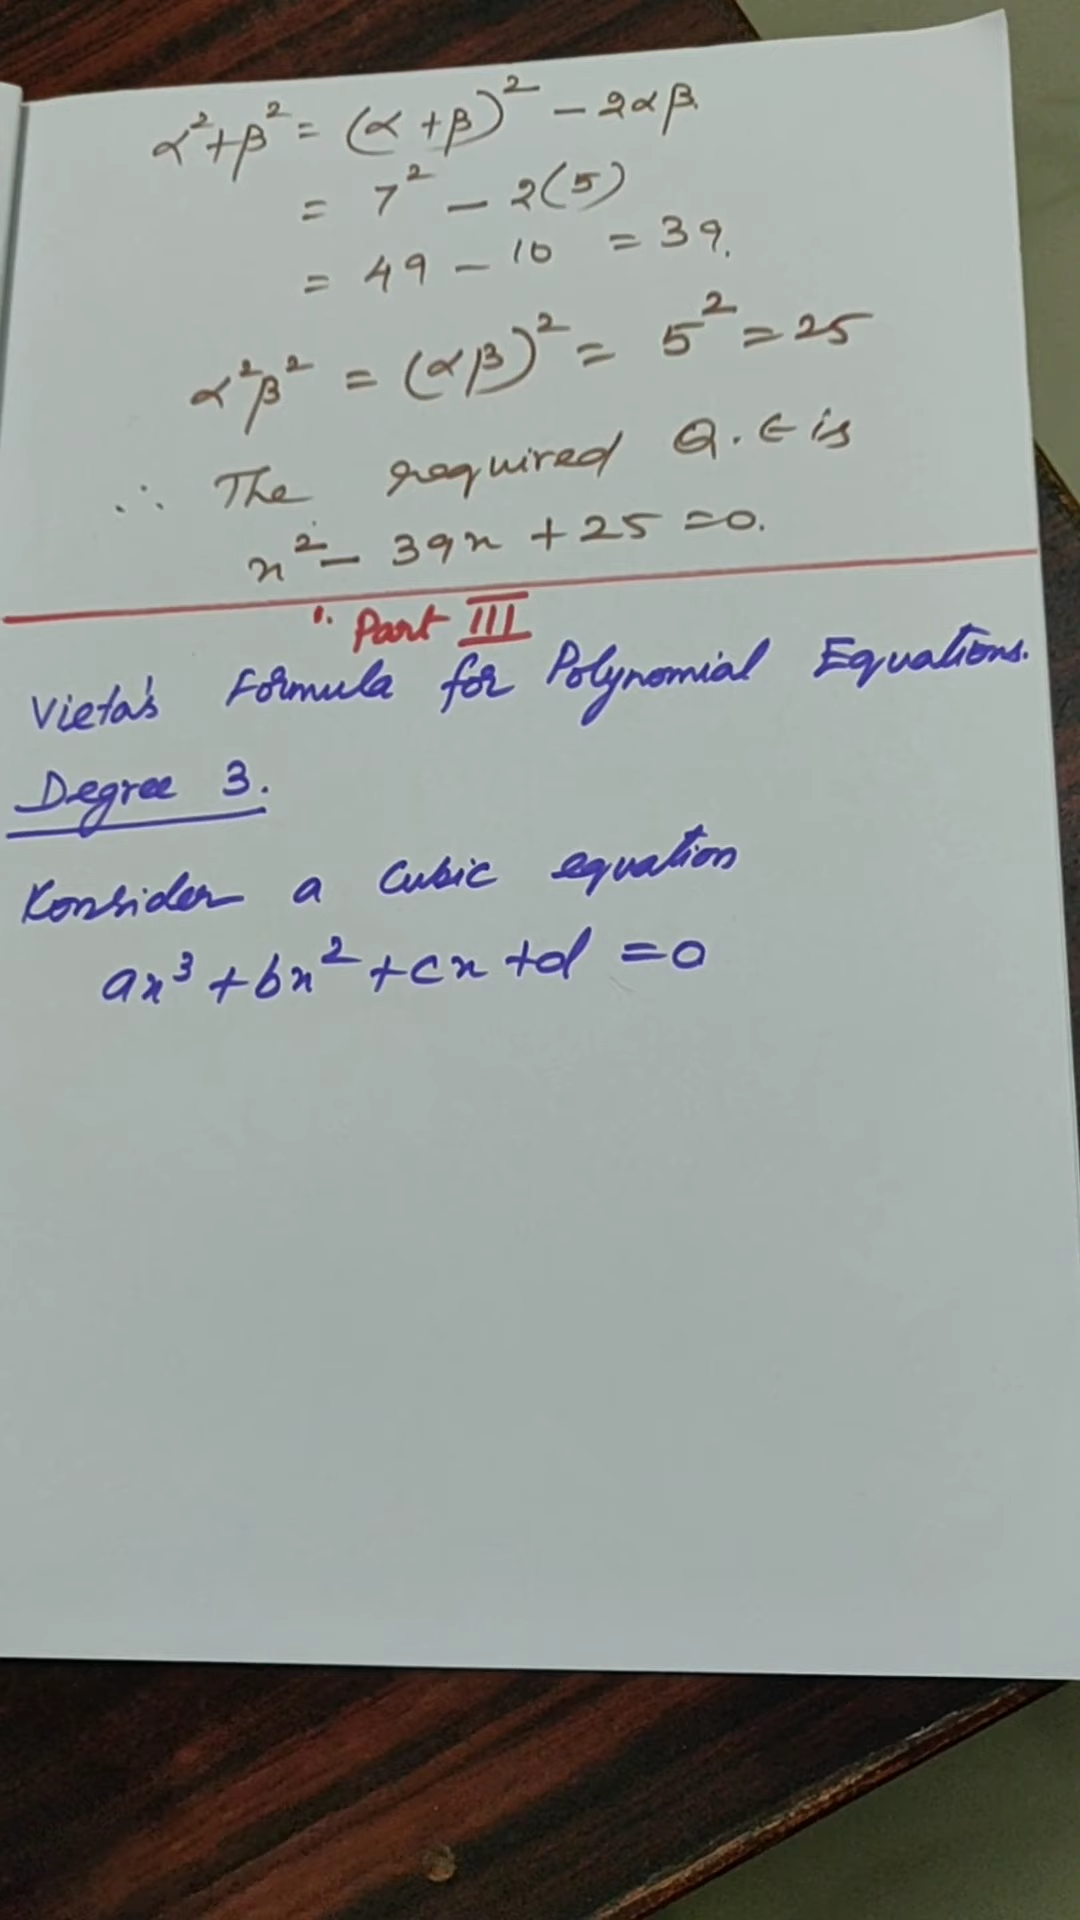 α²+β² = (α+β)² - 2αβ.
= 7² - 2(5)
= 49 - 10 = 39.
α²β² = (αβ)² = 5² = 25
∴ The required Q.E is
x² - 39x + 25 = 0.
Part III
Vieta's Formula for Polynomial Equations.
Degree 3.
Konsider a cubic equation
ax³ + bx² + cx + d = 0